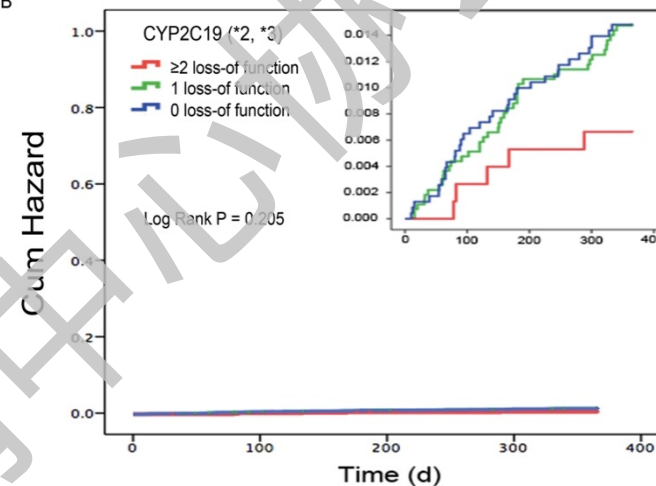 B
CYP2C19 (*2, *3)
≥2 loss-of function
1 loss-of function
0 loss-of function
Log Rank P = 0.205
Cum Hazard
1.0
0.8
0.6
0.4
0.2
0.0
0
100
200
300
400
Time (d)
0.014
0.012
0.010
0.008
0.006
0.004
0.002
0.000
0
100
200
300
40
中